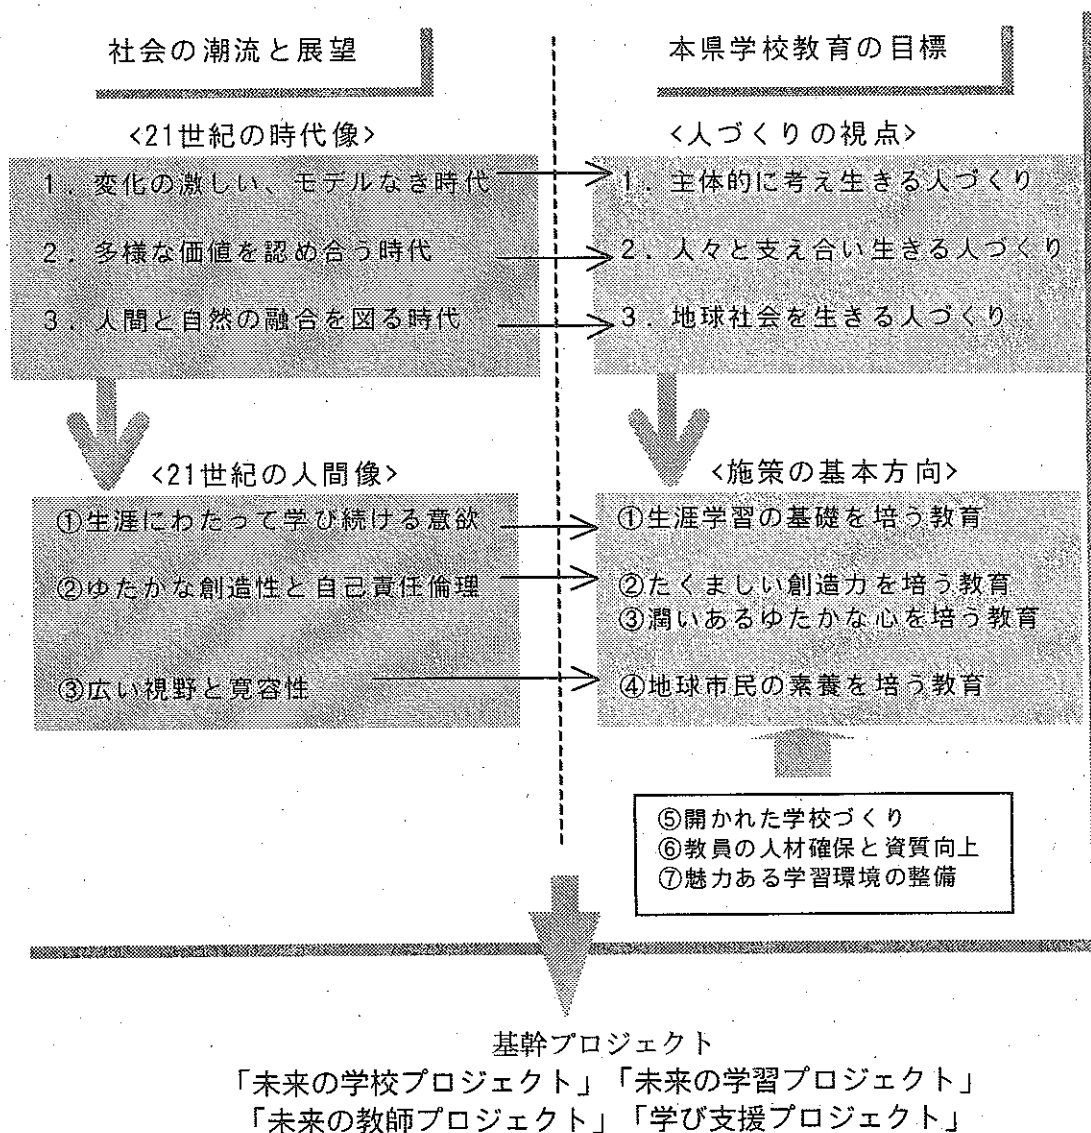 社会の潮流と展望
<21世紀の時代像>
1．変化の激しい、モデルなき時代
2．多様な価値を認め合う時代
3．人間と自然の融合を図る時代
<21世紀の人間像>
①生涯にわたって学び続ける意欲
②ゆたかな創造性と自己責任倫理
③広い視野と寛容性
本県学校教育の目標
<人づくりの視点>
1．主体的に考え生きる人づくり
2．人々と支え合い生きる人づくり
3．地球社会を生きる人づくり
<施策の基本方向>
①生涯学習の基礎を培う教育
②たくましい創造力を培う教育
③潤いあるゆたかな心を培う教育
④地球市民の素養を培う教育
⑤開かれた学校づくり
⑥教員の人材確保と資質向上
⑦魅力ある学習環境の整備
基幹プロジェクト
「未来の学校プロジェクト」「未来の学習プロジェクト」
「未来の教師プロジェクト」「学び支援プロジェクト」